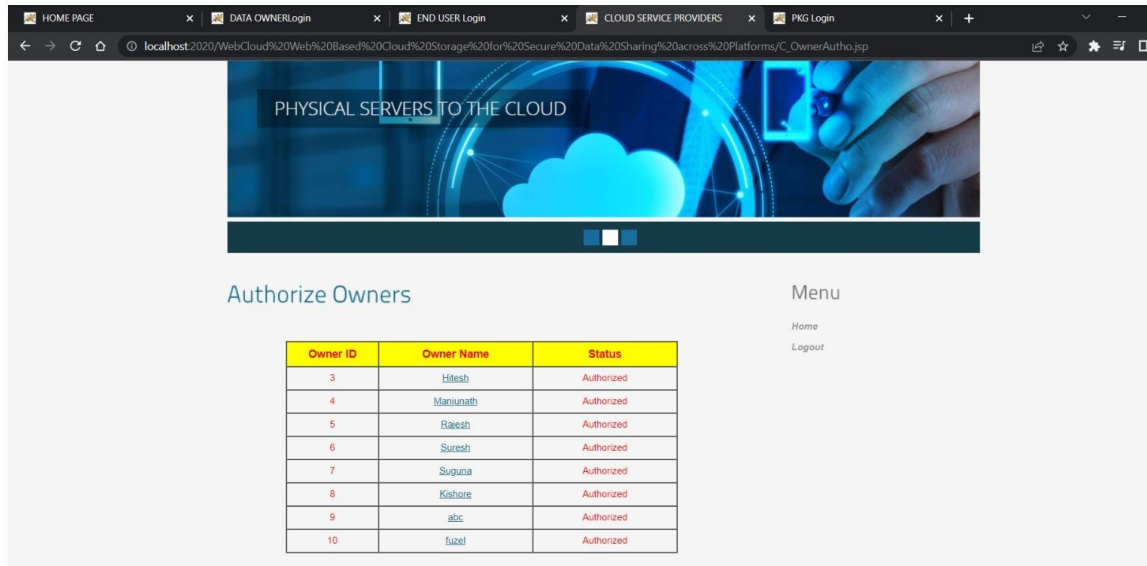 HOME PAGE
DATA OWNERLogin
END USER Login
CLOUD SERVICE PROVIDERS
PKG Login
localhost:2020/WebCloud%20Web%20Based%20Cloud%20Storage%20for%20Secure%20Data%20Sharing%20across%20Platforms/C_OwnerAutho.jsp
PHYSICAL SERVERS TO THE CLOUD
Authorize Owners
Menu
Home
Logout
Owner ID Owner Name Status
3 Hitesh Authorized
4 Manjunath Authorized
5 Rajesh Authorized
6 Suresh Authorized
7 Suguna Authorized
8 Kishore Authorized
9 abc Authorized
10 fuzel Authorized